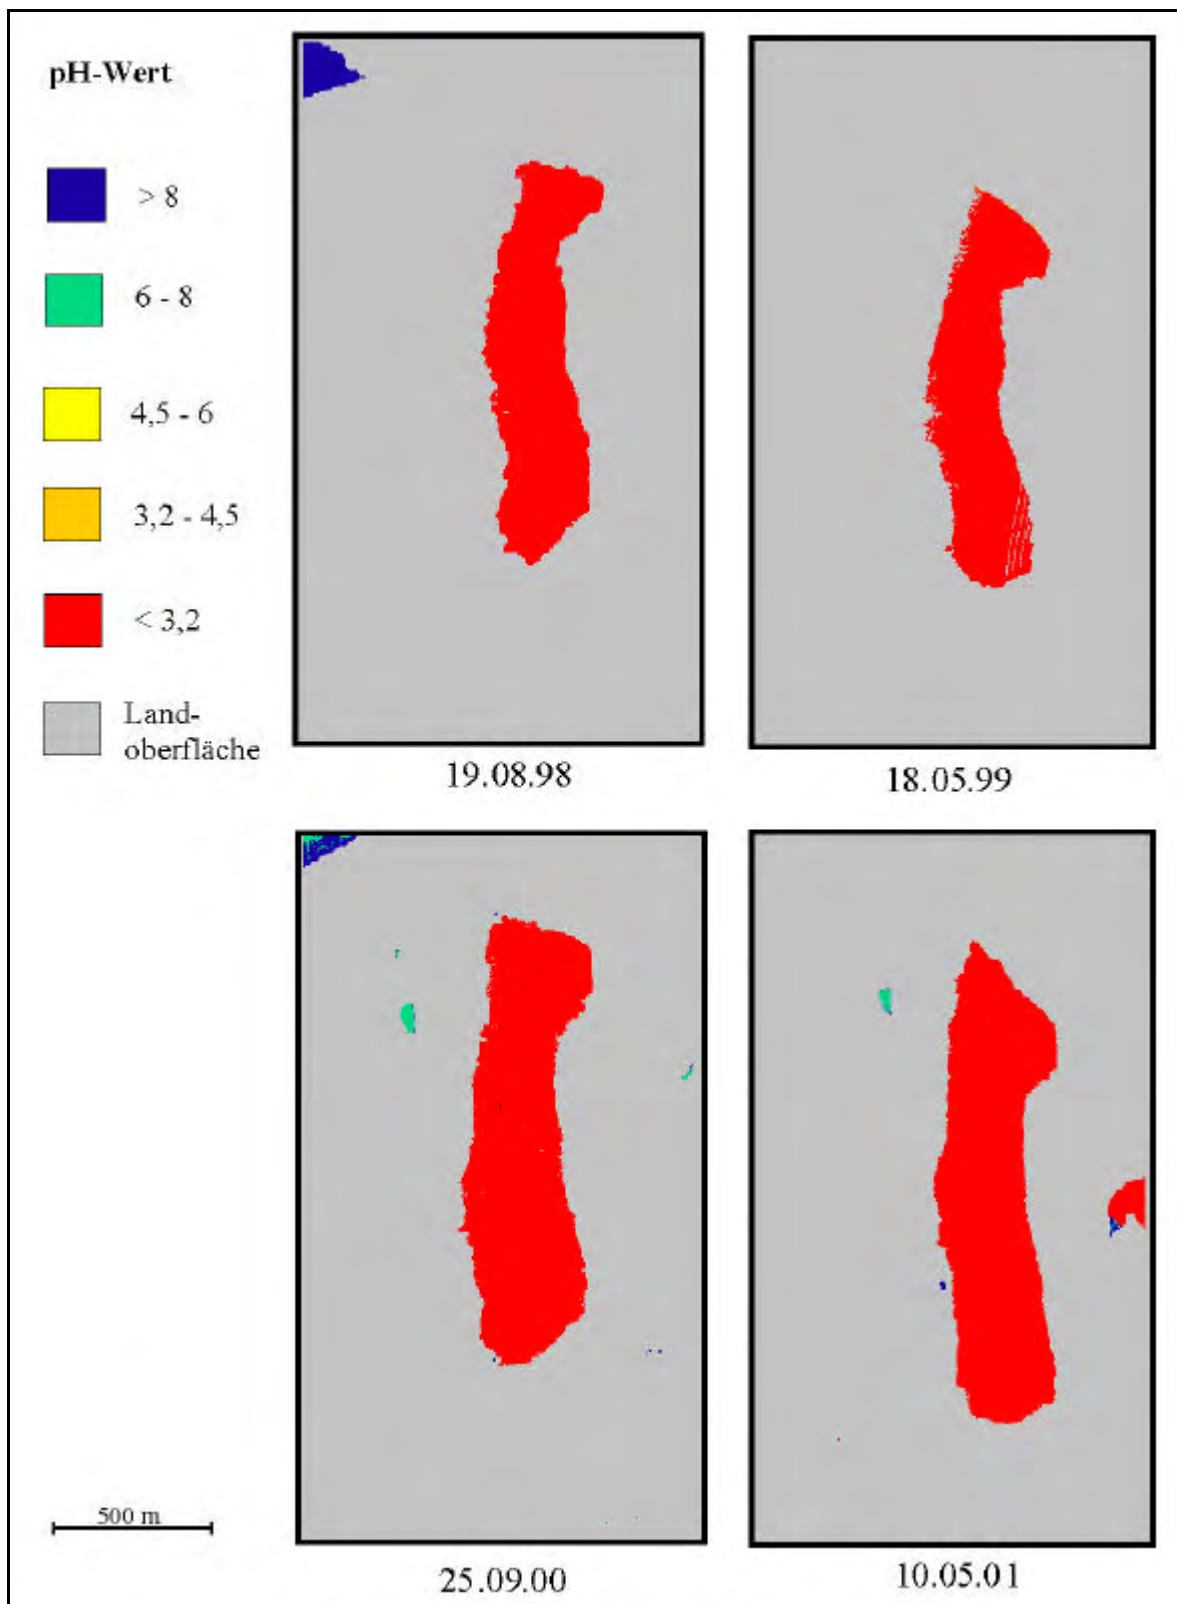 pH-Wert
> 8
6 - 8
4,5 - 6
3,2 - 4,5
< 3,2
Land-
oberfläche
19.08.98
18.05.99
500 m
25.09.00
10.05.01